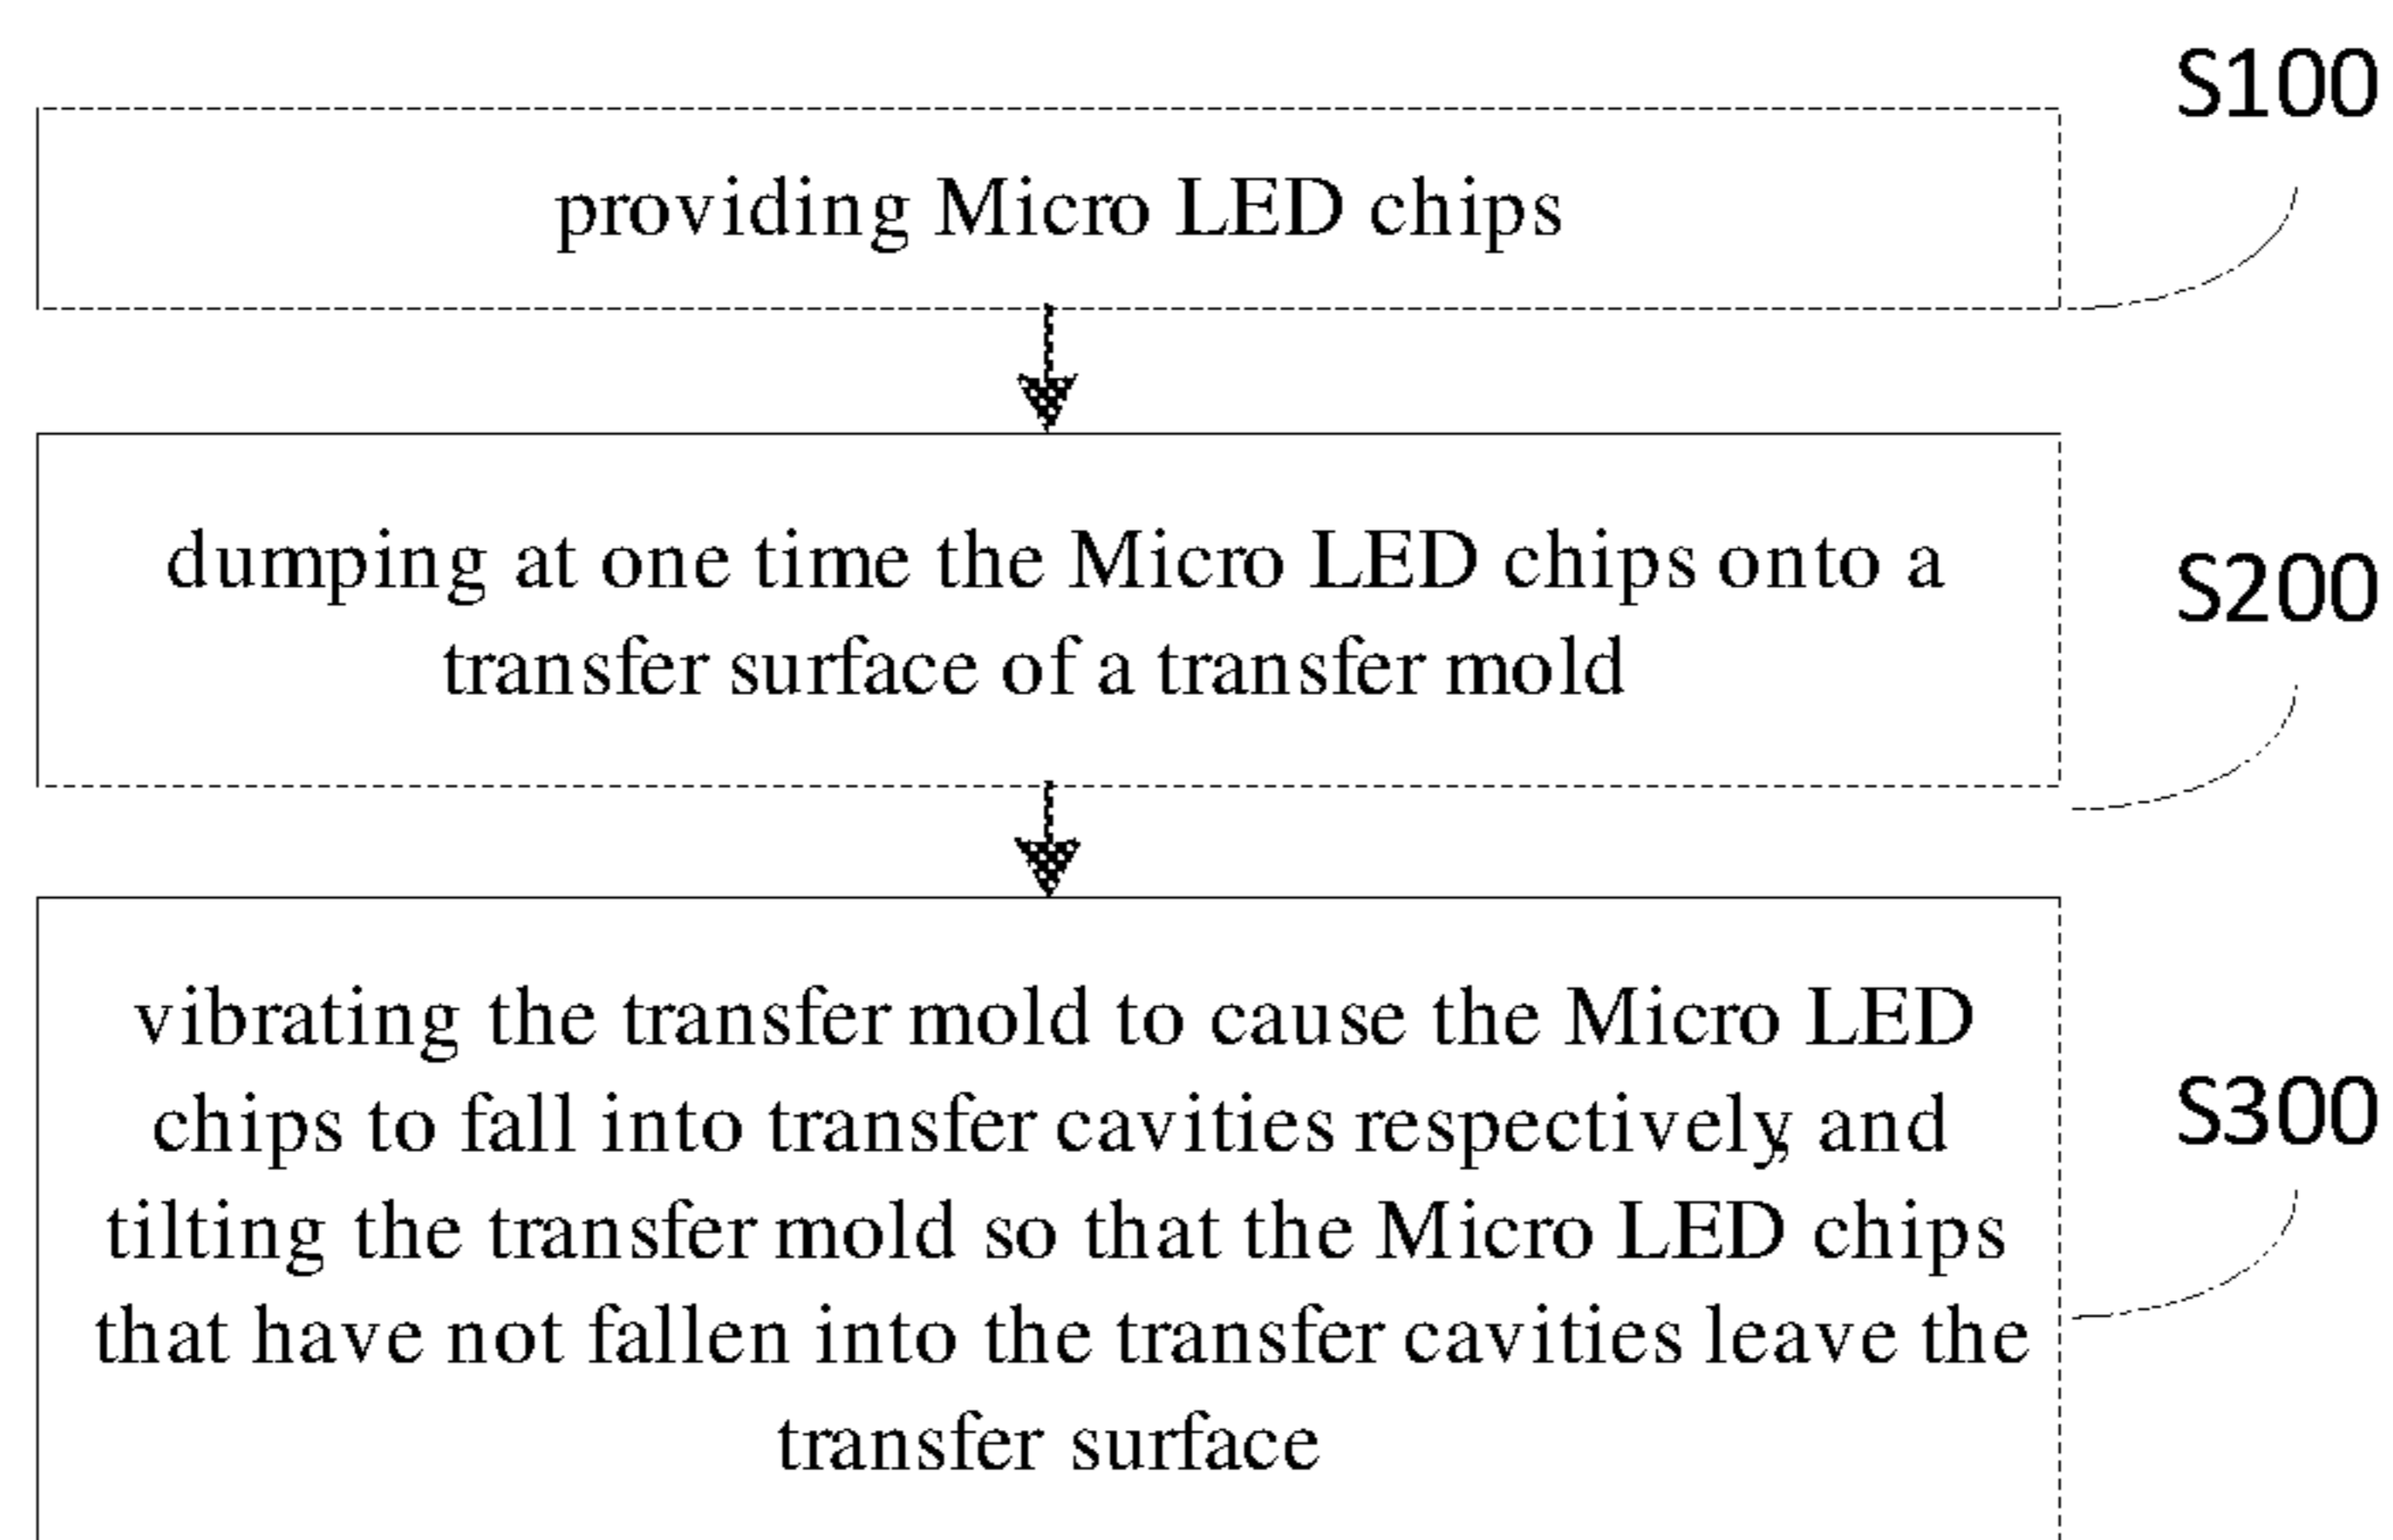 S100
providing Micro LED chips
dumping at one time the Micro LED chips onto a
transfer surface of a transfer mold
S200
vibrating the transfer mold to cause the Micro LED
chips to fall into transfer cavities respectively, and
tilting the transfer mold so that the Micro LED chips
that have not fallen into the transfer cavities leave the
transfer surface
S300